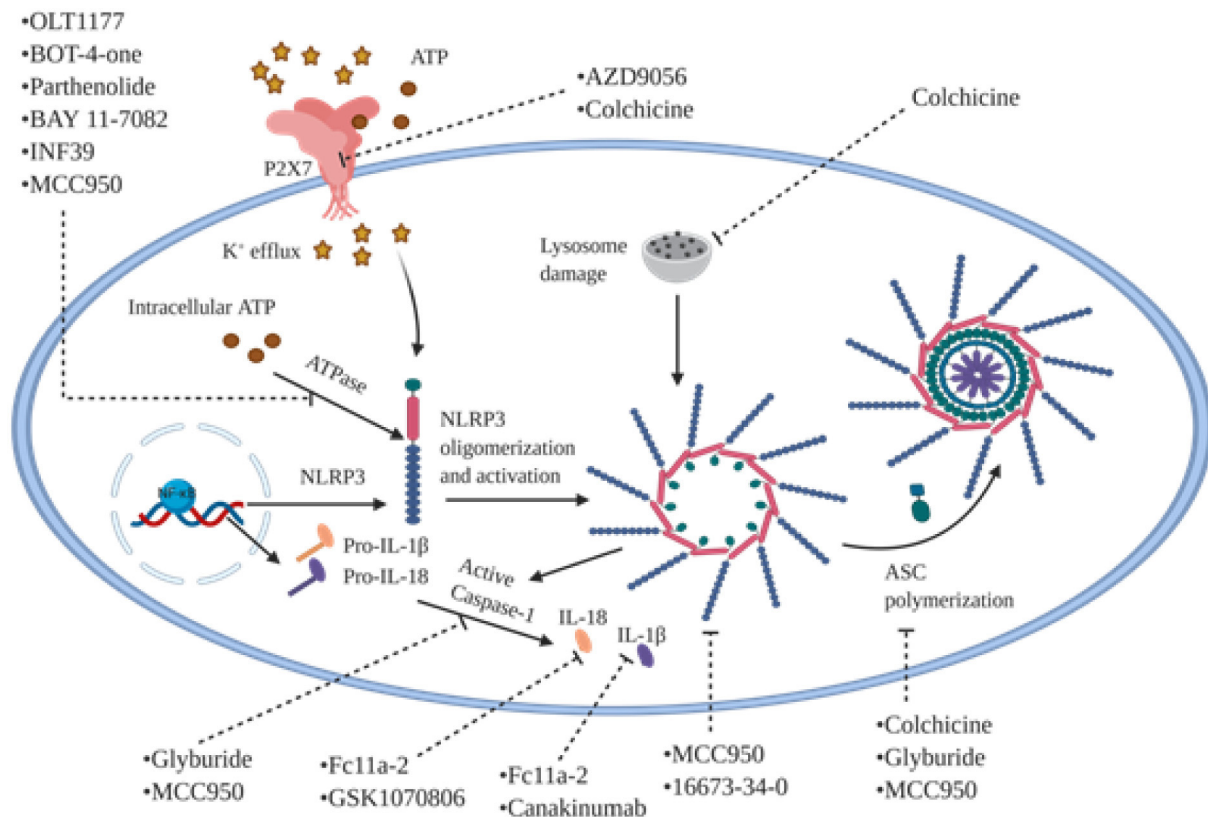 •OLT1177
•BOT-4-one
•Parthenolide
•BAY 11-7082
•INF39
•MCC950
ATP
P2X7
•AZD9056
•Colchicine
Colchicine
K⁺ efflux
Lysosome
damage
Intracellular ATP
ATPase
NLRP3
oligomerization
and activation
NF-κB
NLRP3
Pro-IL-1β
Pro-IL-18
Active
Caspase-1
IL-18
IL-1β
ASC
polymerization
•Glyburide
•MCC950
•Fc11a-2
•GSK1070806
•Fc11a-2
•Canakinumab
•MCC950
•16673-34-0
•Colchicine
•Glyburide
•MCC950